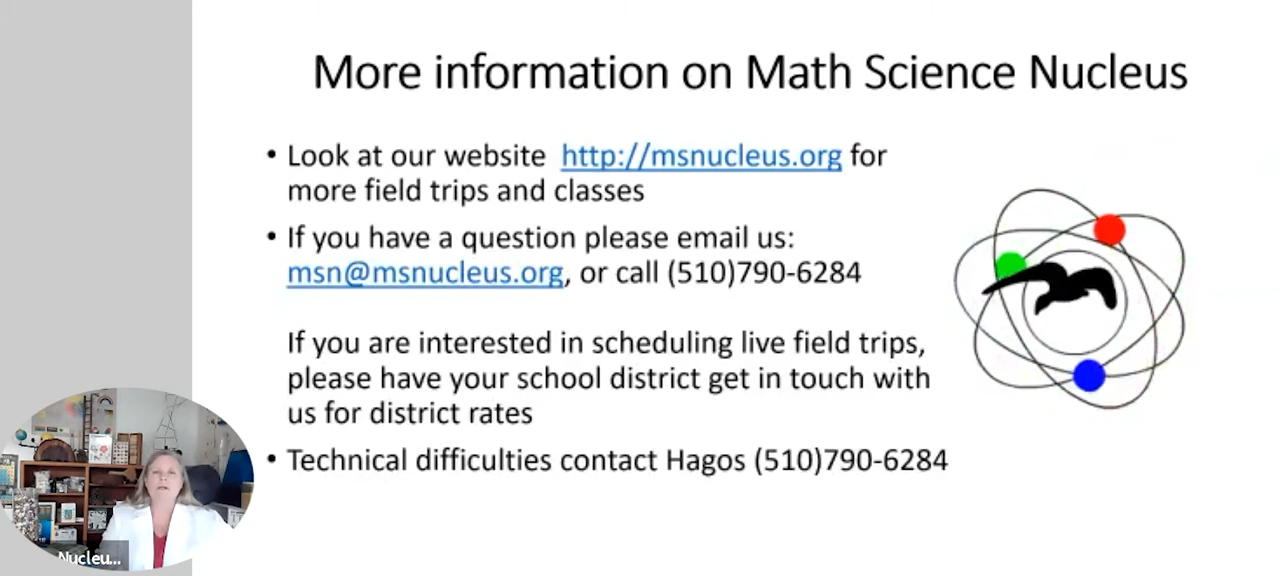 More information on Math Science Nucleus
• Look at our website http://msnucleus.org for
more field trips and classes
• If you have a question please email us:
msn@msnucleus.org, or call (510)790-6284
If you are interested in scheduling live field trips,
please have your school district get in touch with
us for district rates
• Technical difficulties contact Hagos (510)790-6284
Nucleu...